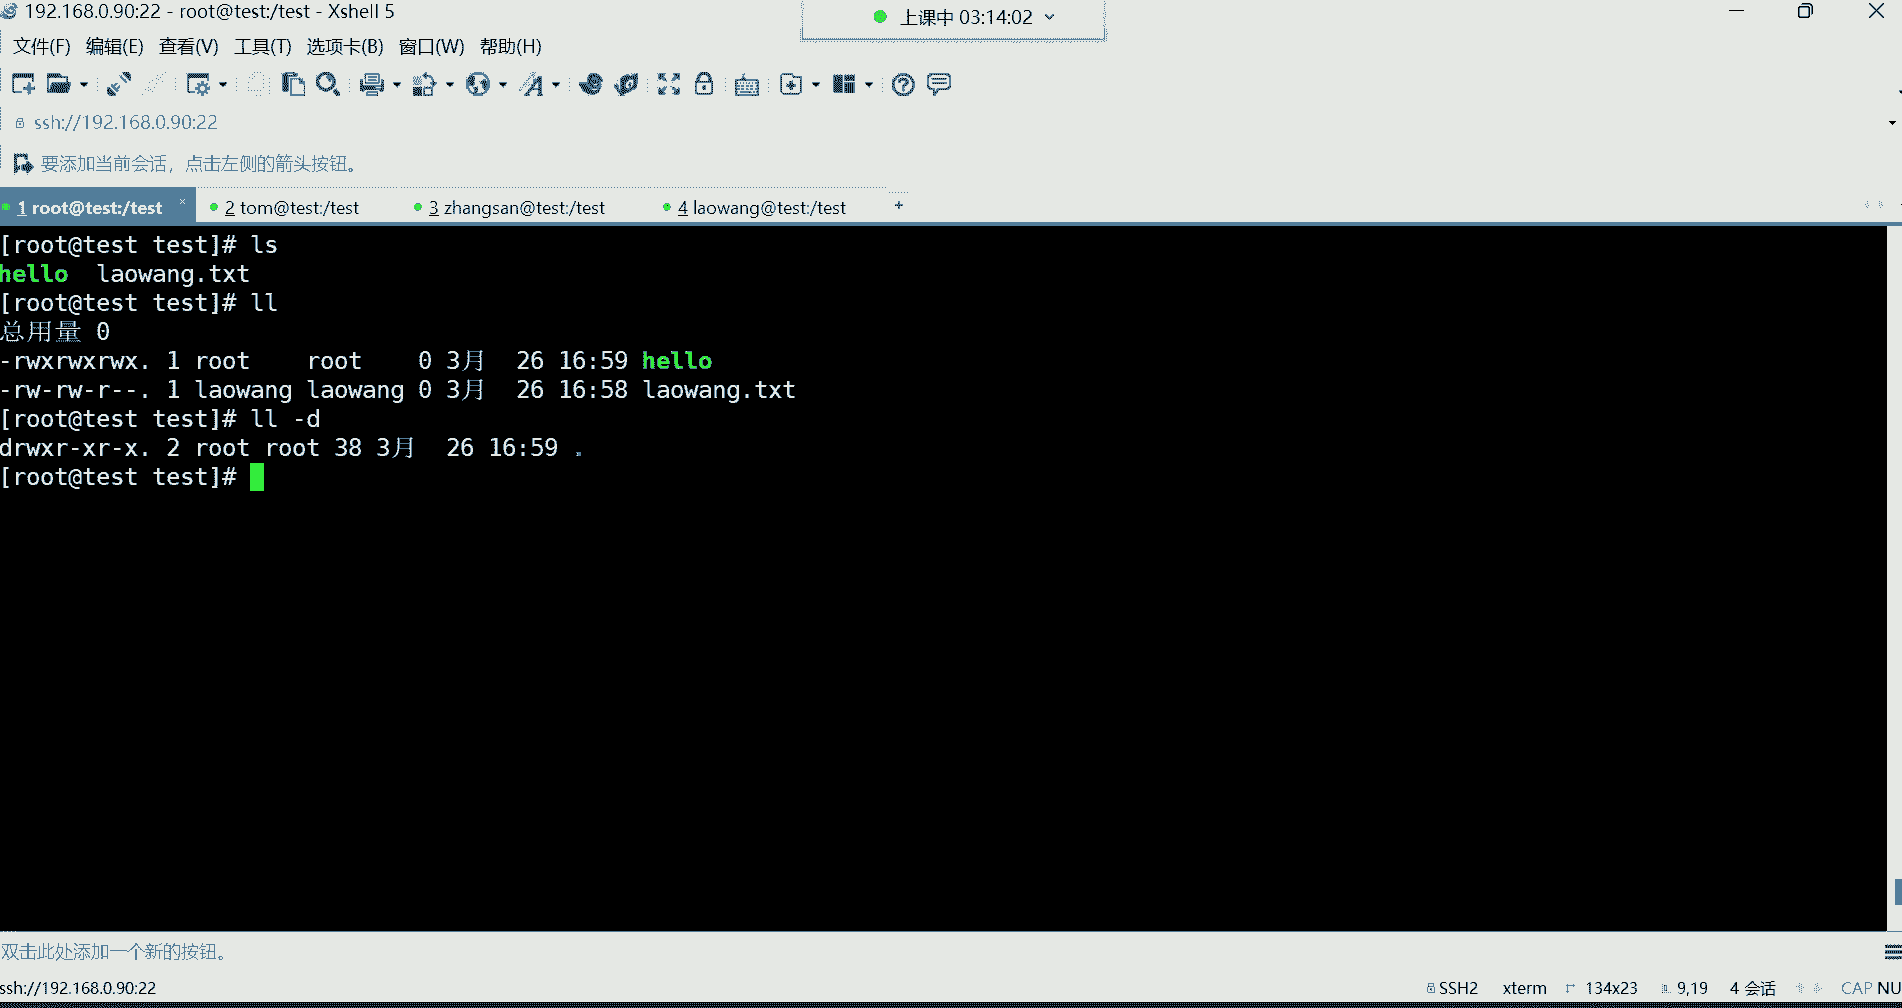 192.168.0.90:22 - root@test:/test - Xshell 5
上课中 03:14:02
文件(F) 编辑(E) 查看(V) 工具(T) 选项卡(B) 窗口(W) 帮助(H)
ssh://192.168.0.90:22
要添加当前会话，点击左侧的箭头按钮。
1 root@test:/test × 2 tom@test:/test 3 zhangsan@test:/test 4 laowang@test:/test +
[root@test test]# ls
hello  laowang.txt
[root@test test]# ll
总用量 0
-rwxrwxrwx. 1 root    root    0 3月  26 16:59 hello
-rw-rw-r--. 1 laowang laowang 0 3月  26 16:58 laowang.txt
[root@test test]# ll -d
drwxr-xr-x. 2 root root 38 3月  26 16:59 .
[root@test test]#
双击此处添加一个新的按钮。
ssh://192.168.0.90:22 SSH2 xterm 134x23 9,19 4 会话 CAP NU